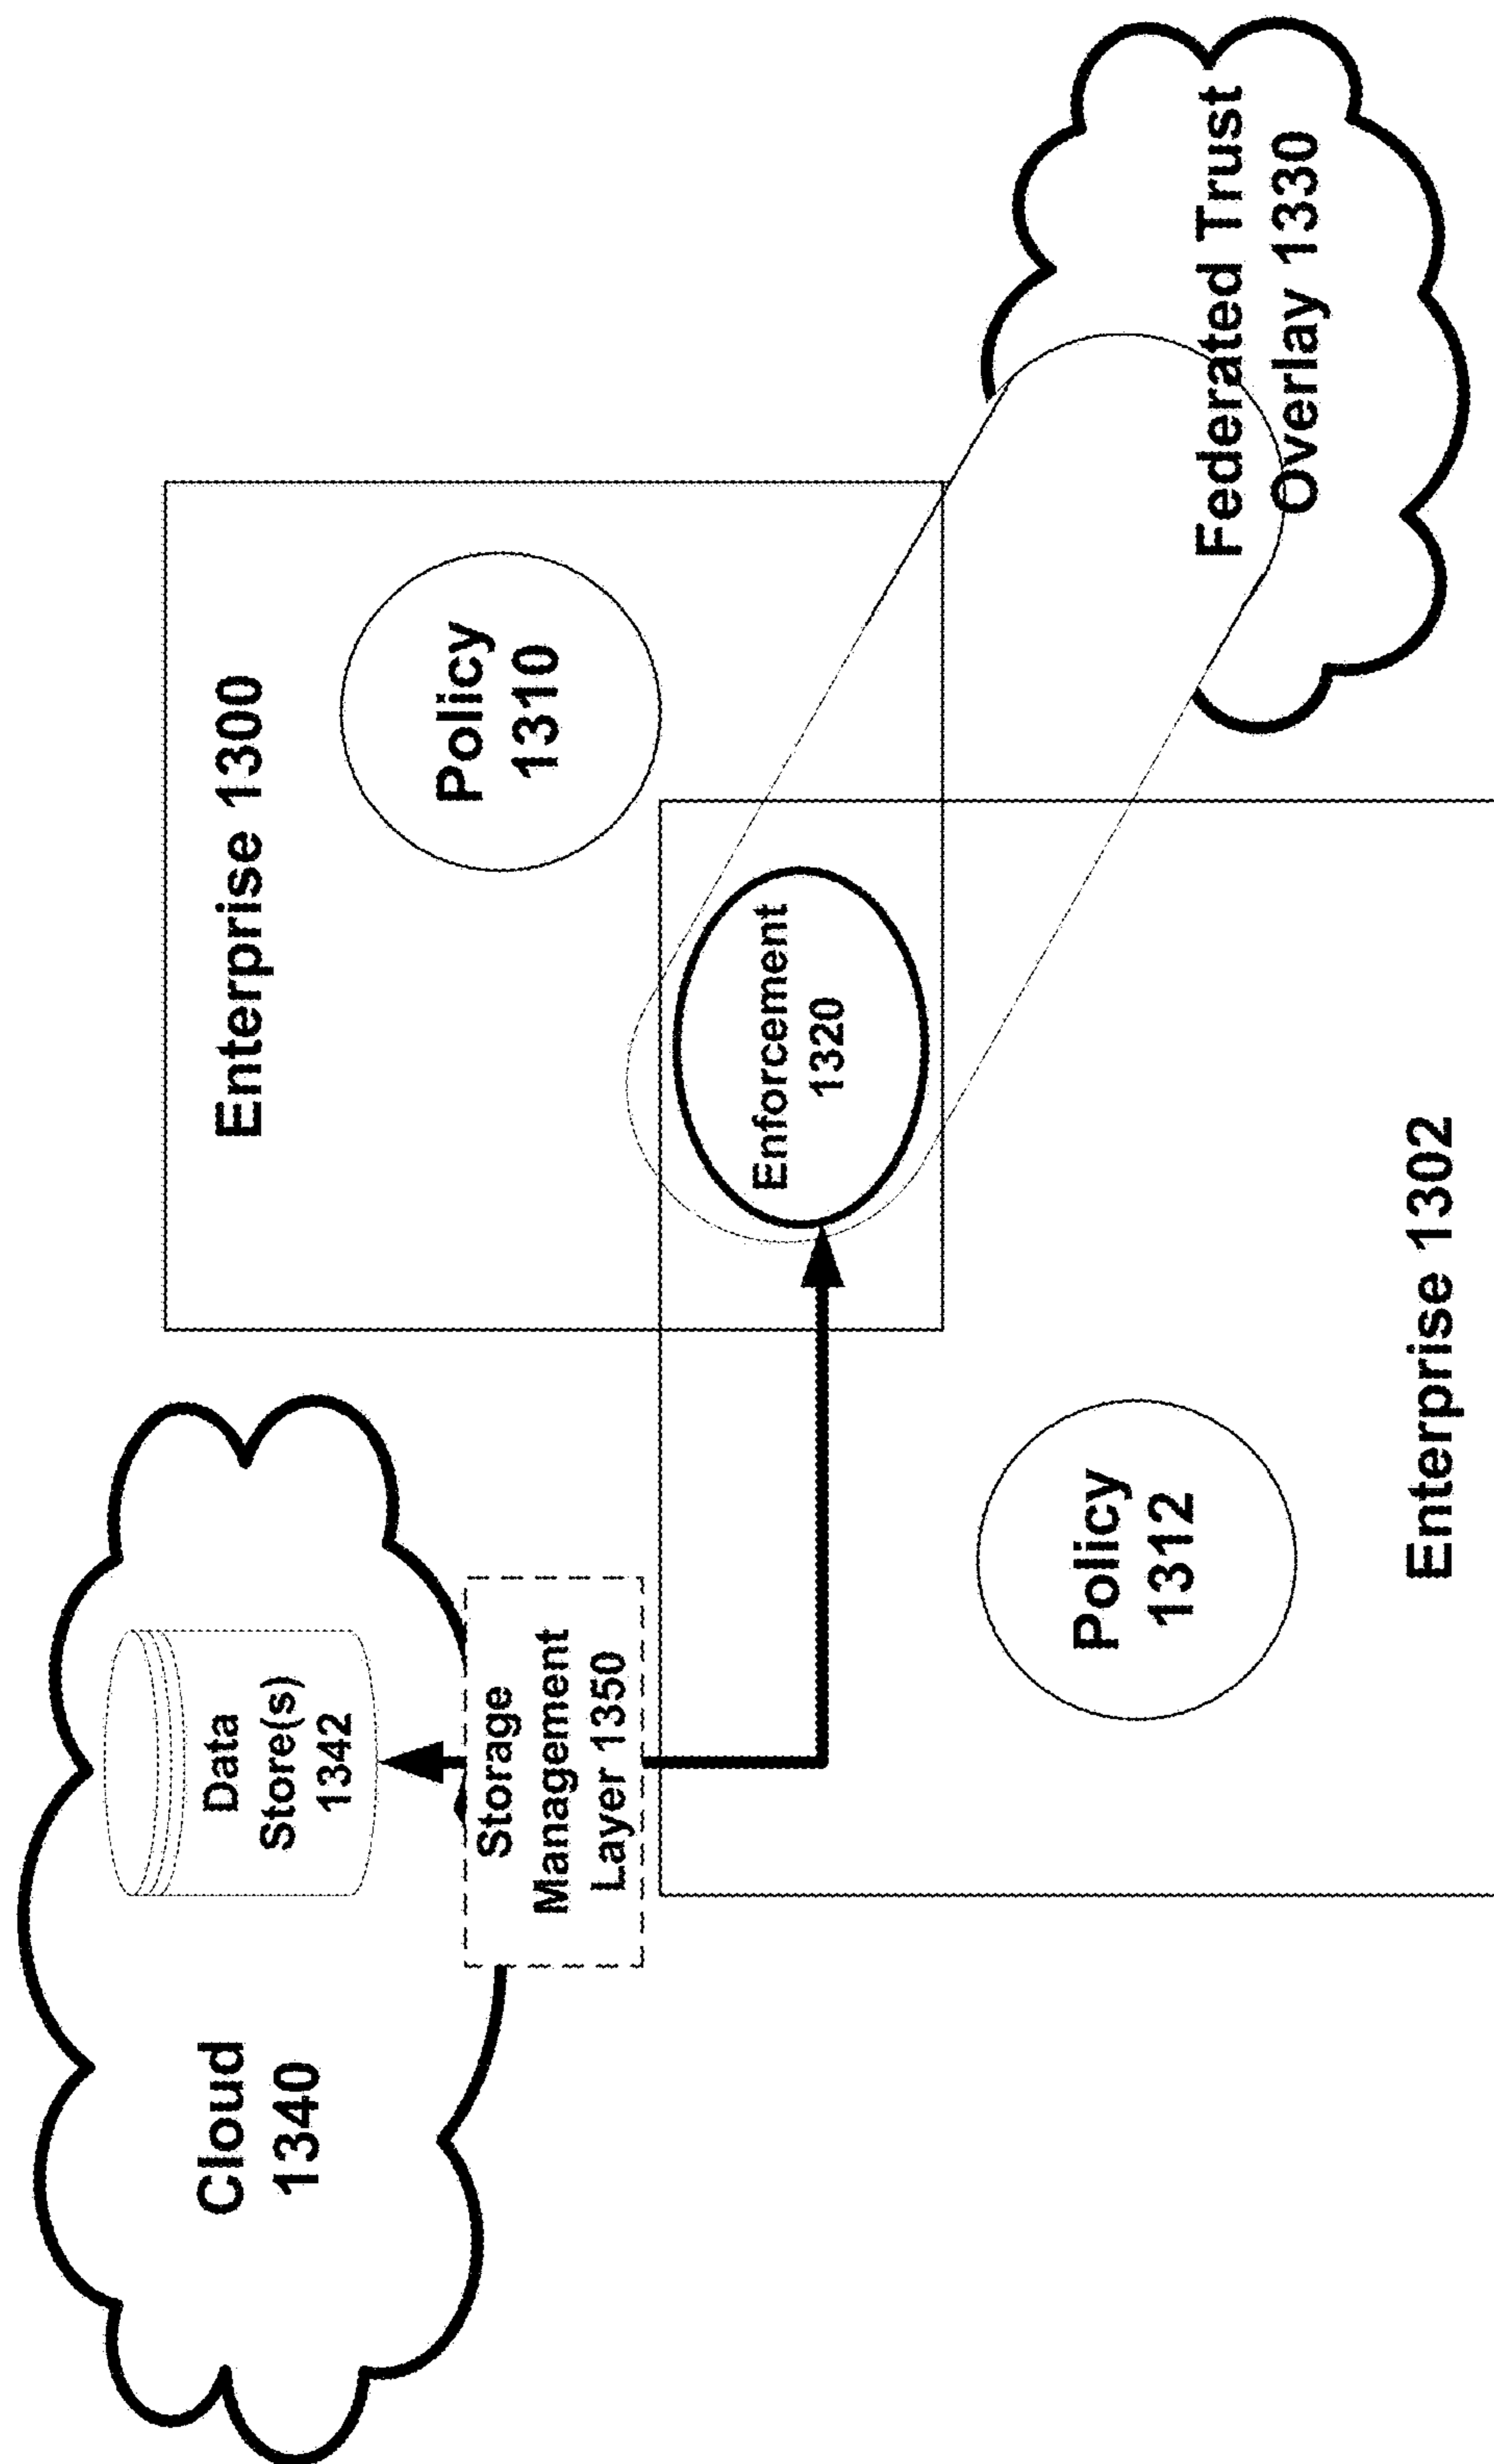 Cloud
1340
Data
Store(s)
1342
Storage
Management
Layer 1350
Enterprise 1300
Policy
1310
Enforcement
1320
Policy
1312
Enterprise 1302
Federated Trust
Overlay 1330